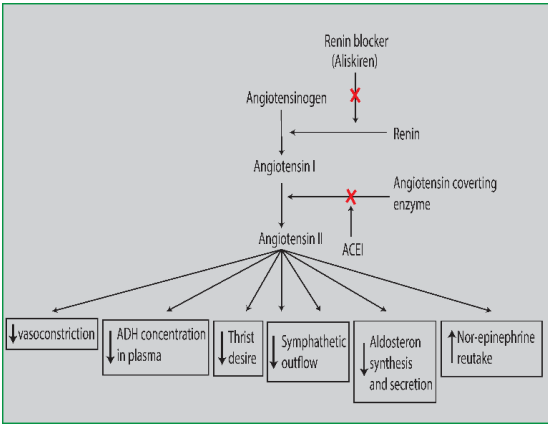 Renin blocker
(Aliskiren)
Angiotensinogen
Renin
Angiotensin I
Angiotensin coverting
enzyme
Angiotensin II
ACEI
vasoconstriction
ADH concentration
in plasma
Thrist
desire
Symphathetic
outflow
Aldosteron
synthesis
and secretion
Nor-epinephrine
reutake